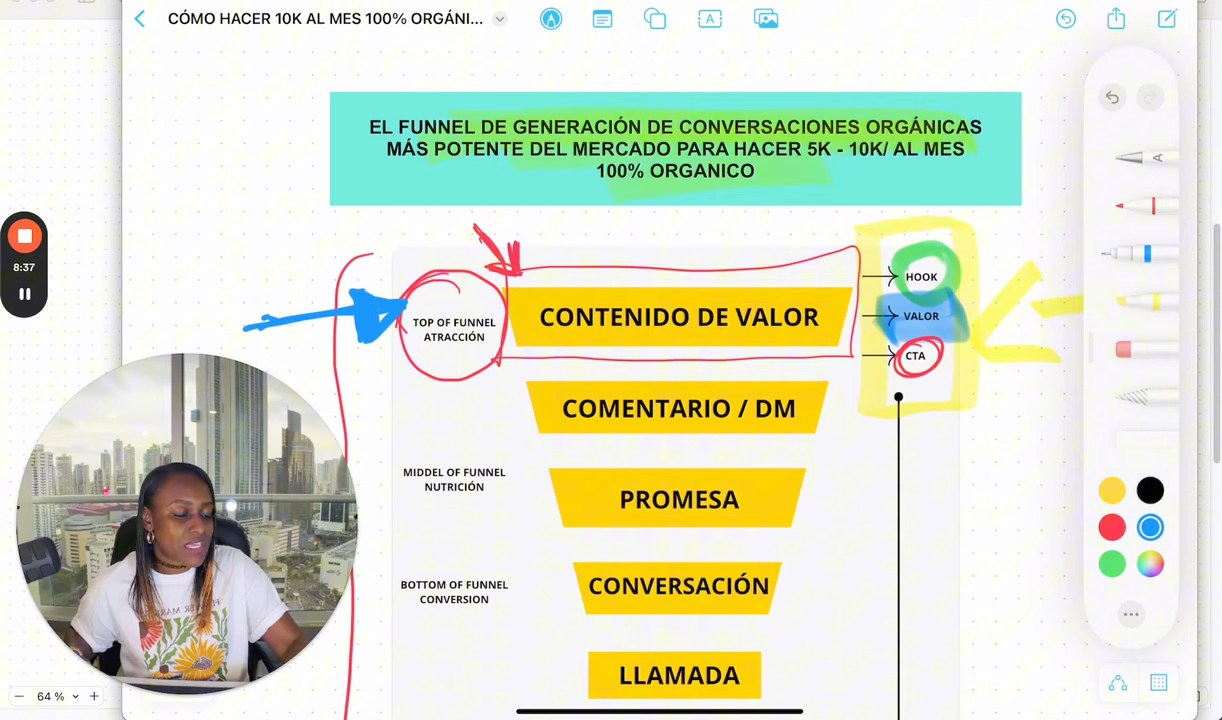 CÓMO HACER 10K AL MES 100% ORGÁNI...
A
EL FUNNEL DE GENERACIÓN DE CONVERSACIONES ORGÁNICAS
MÁS POTENTE DEL MERCADO PARA HACER 5K - 10K/ AL MES
100% ORGANICO
A
8:37
HOOK
TOP OF FUNNEL
ATRACCIÓN
CONTENIDO DE VALOR
VALOR
CTA
COMENTARIO / DM
MIDDEL OF FUNNEL
NUTRICIÓN
PROMESA
BOTTOM OF FUNNEL
CONVERSION
CONVERSACIÓN
LLAMADA
64 %